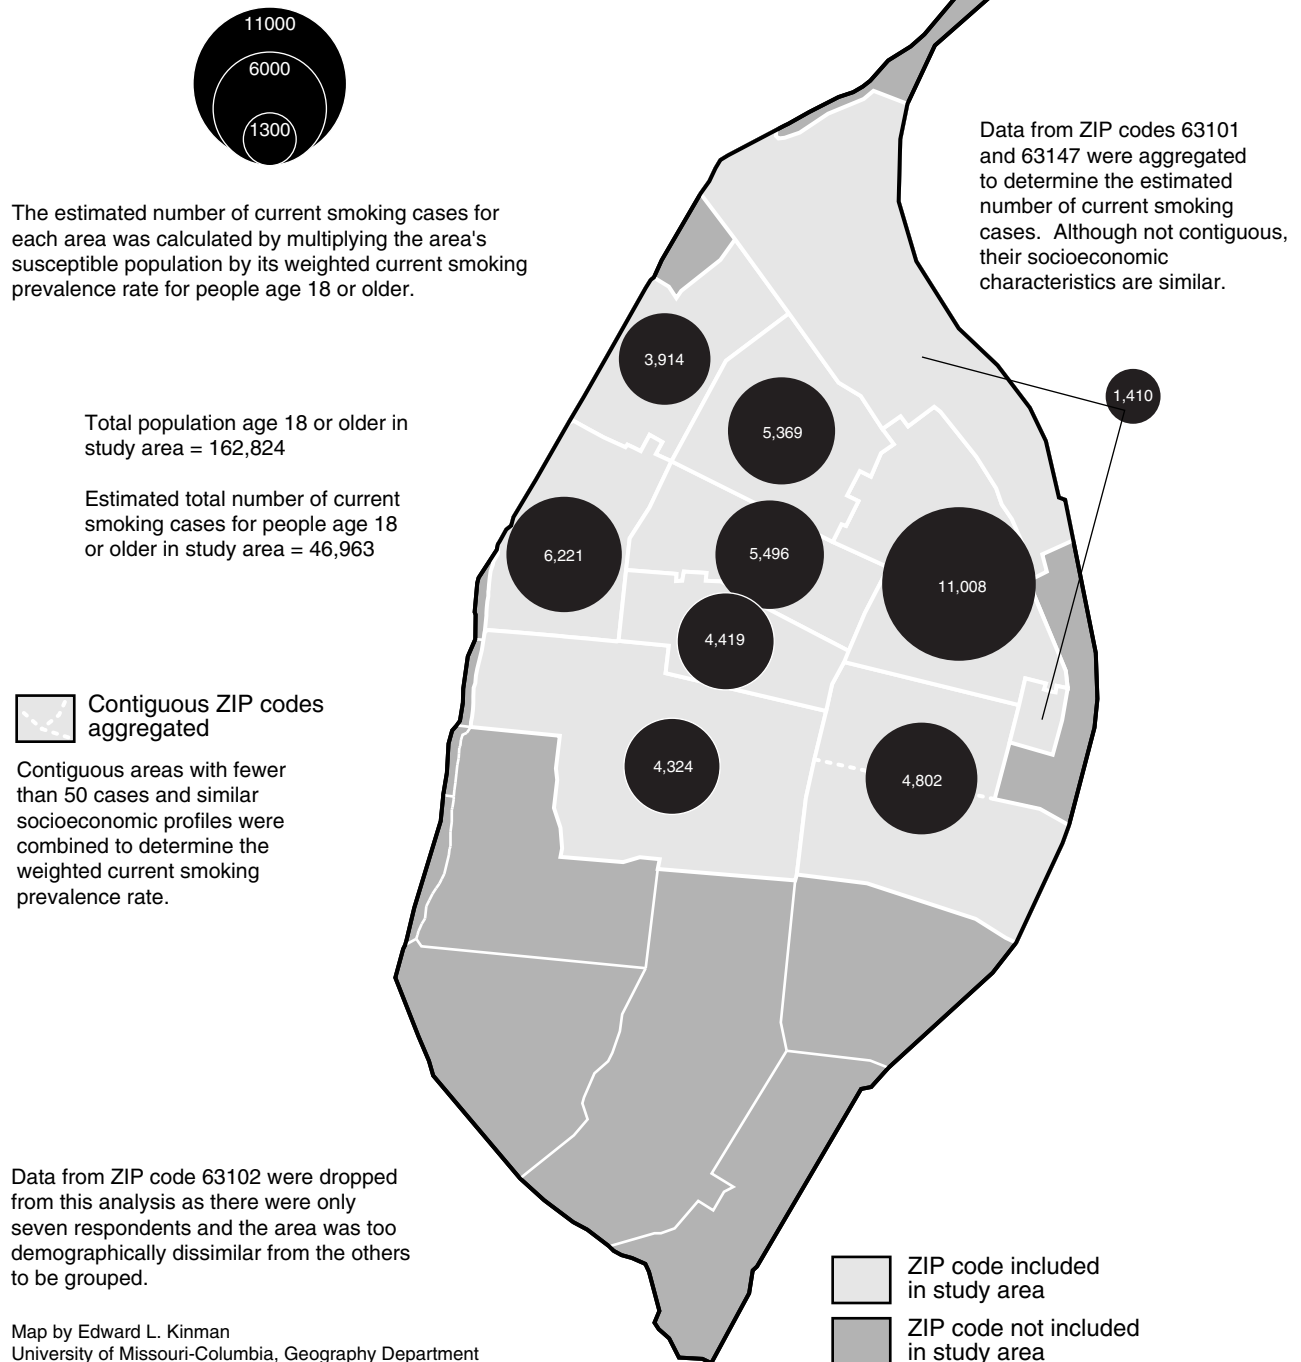 11000
6000
1300
The estimated number of current smoking cases for
each area was calculated by multiplying the area's
susceptible population by its weighted current smoking
prevalence rate for people age 18 or older.
Data from ZIP codes 63101
and 63147 were aggregated
to determine the estimated
number of current smoking
cases. Although not contiguous,
their socioeconomic
characteristics are similar.
Total population age 18 or older in
study area = 162,824
Estimated total number of current
smoking cases for people age 18
or older in study area = 46,963
3,914
1,410
5,369
6,221
5,496
11,008
4,419
4,324
4,802
Contiguous ZIP codes
aggregated
Contiguous areas with fewer
than 50 cases and similar
socioeconomic profiles were
combined to determine the
weighted current smoking
prevalence rate.
Data from ZIP code 63102 were dropped
from this analysis as there were only
seven respondents and the area was too
demographically dissimilar from the others
to be grouped.
Map by Edward L. Kinman
University of Missouri-Columbia, Geography Department
ZIP code included
in study area
ZIP code not included
in study area